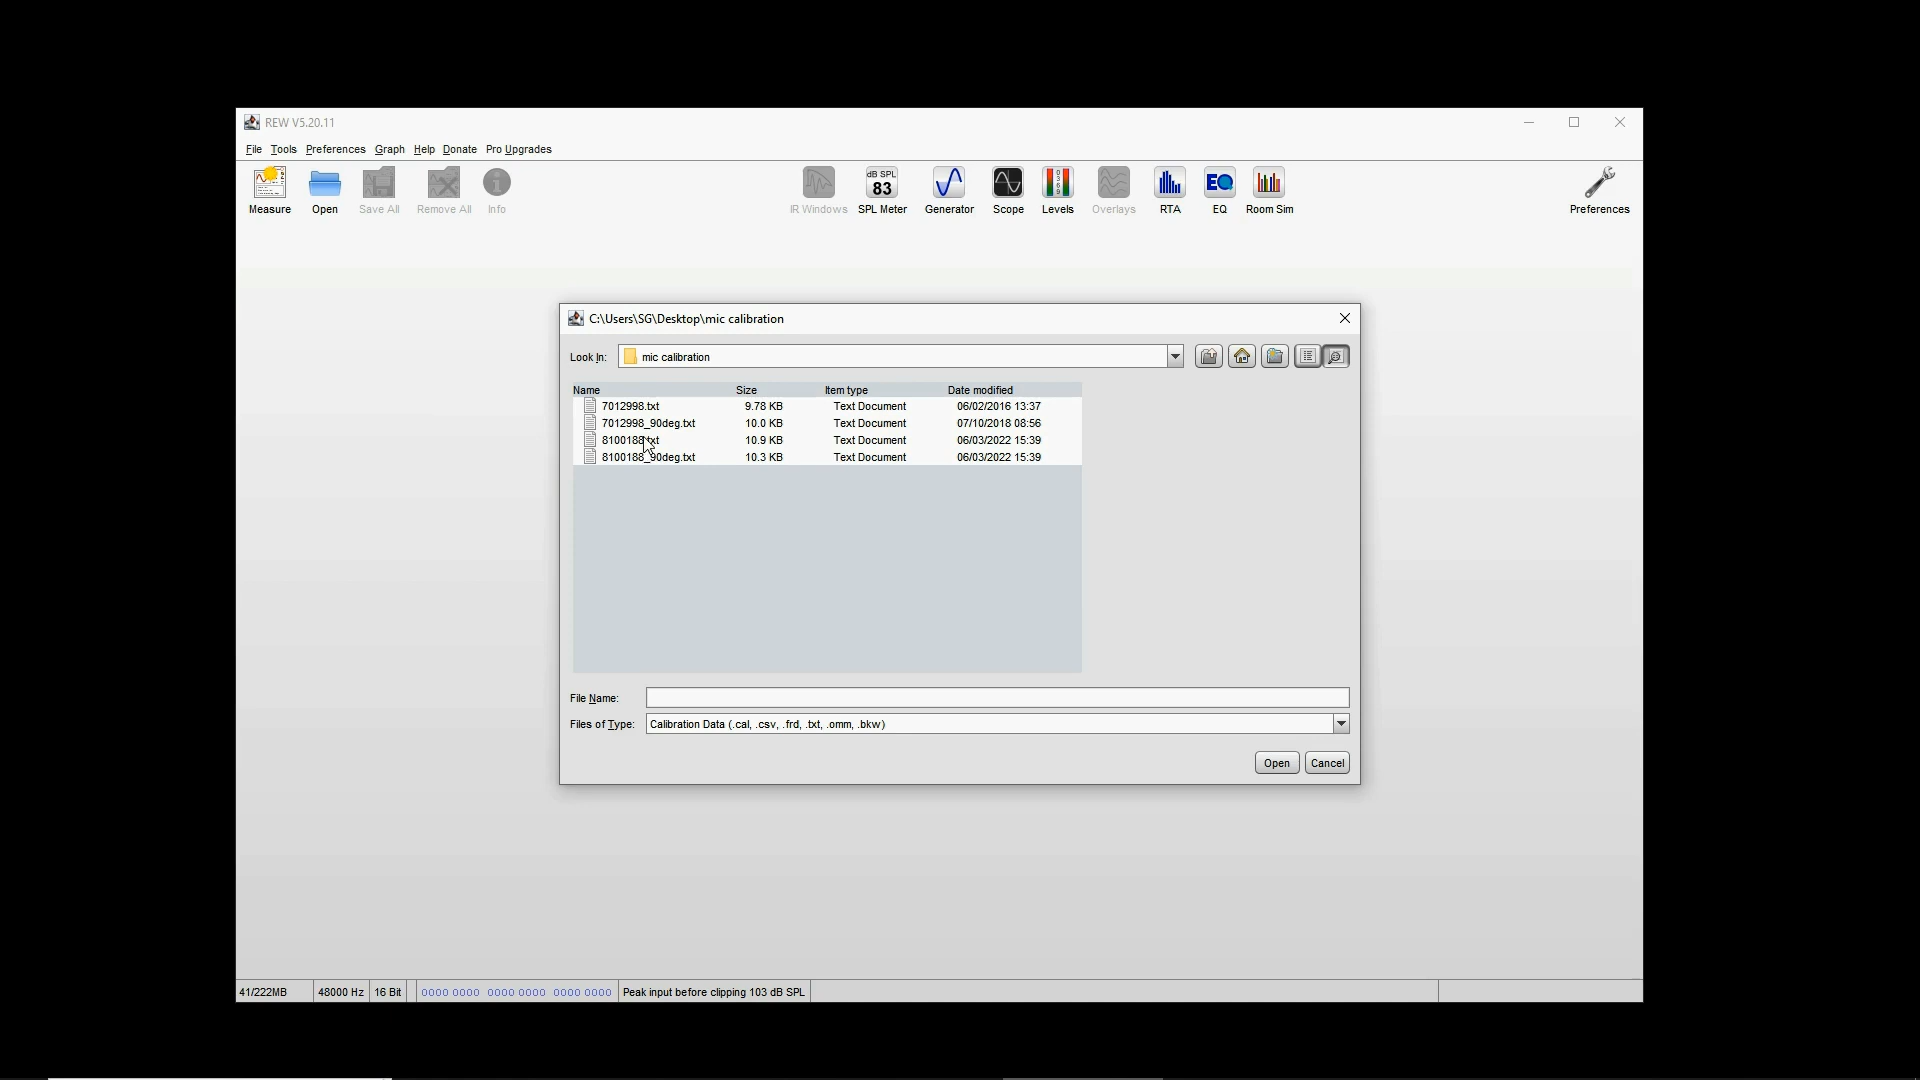 REW V5.20.11
File Tools Preferences Graph Help Donate Pro Upgrades
dB SPL
83
0369
EQ
Measure Open Save All Remove All Info IR Windows SPL Meter Generator Scope Levels Overlays RTA EQ Room Sim Preferences
C:\Users\SG\Desktop\mic calibration
Look In: mic calibration
Name Size Item type Date modified
7012998.txt 9.78 KB Text Document 06/02/2016 13:37
7012998_90deg.txt 10.0 KB Text Document 07/10/2018 08:56
8100188.txt 10.9 KB Text Document 06/03/2022 15:39
8100188_90deg.txt 10.3 KB Text Document 06/03/2022 15:39
File Name:
Files of Type: Calibration Data (.cal, .csv, .frd, .txt, .omm, .bkw)
Open Cancel
41/222MB 48000 Hz 16 Bit 0000 0000 0000 0000 0000 0000 Peak input before clipping 103 dB SPL